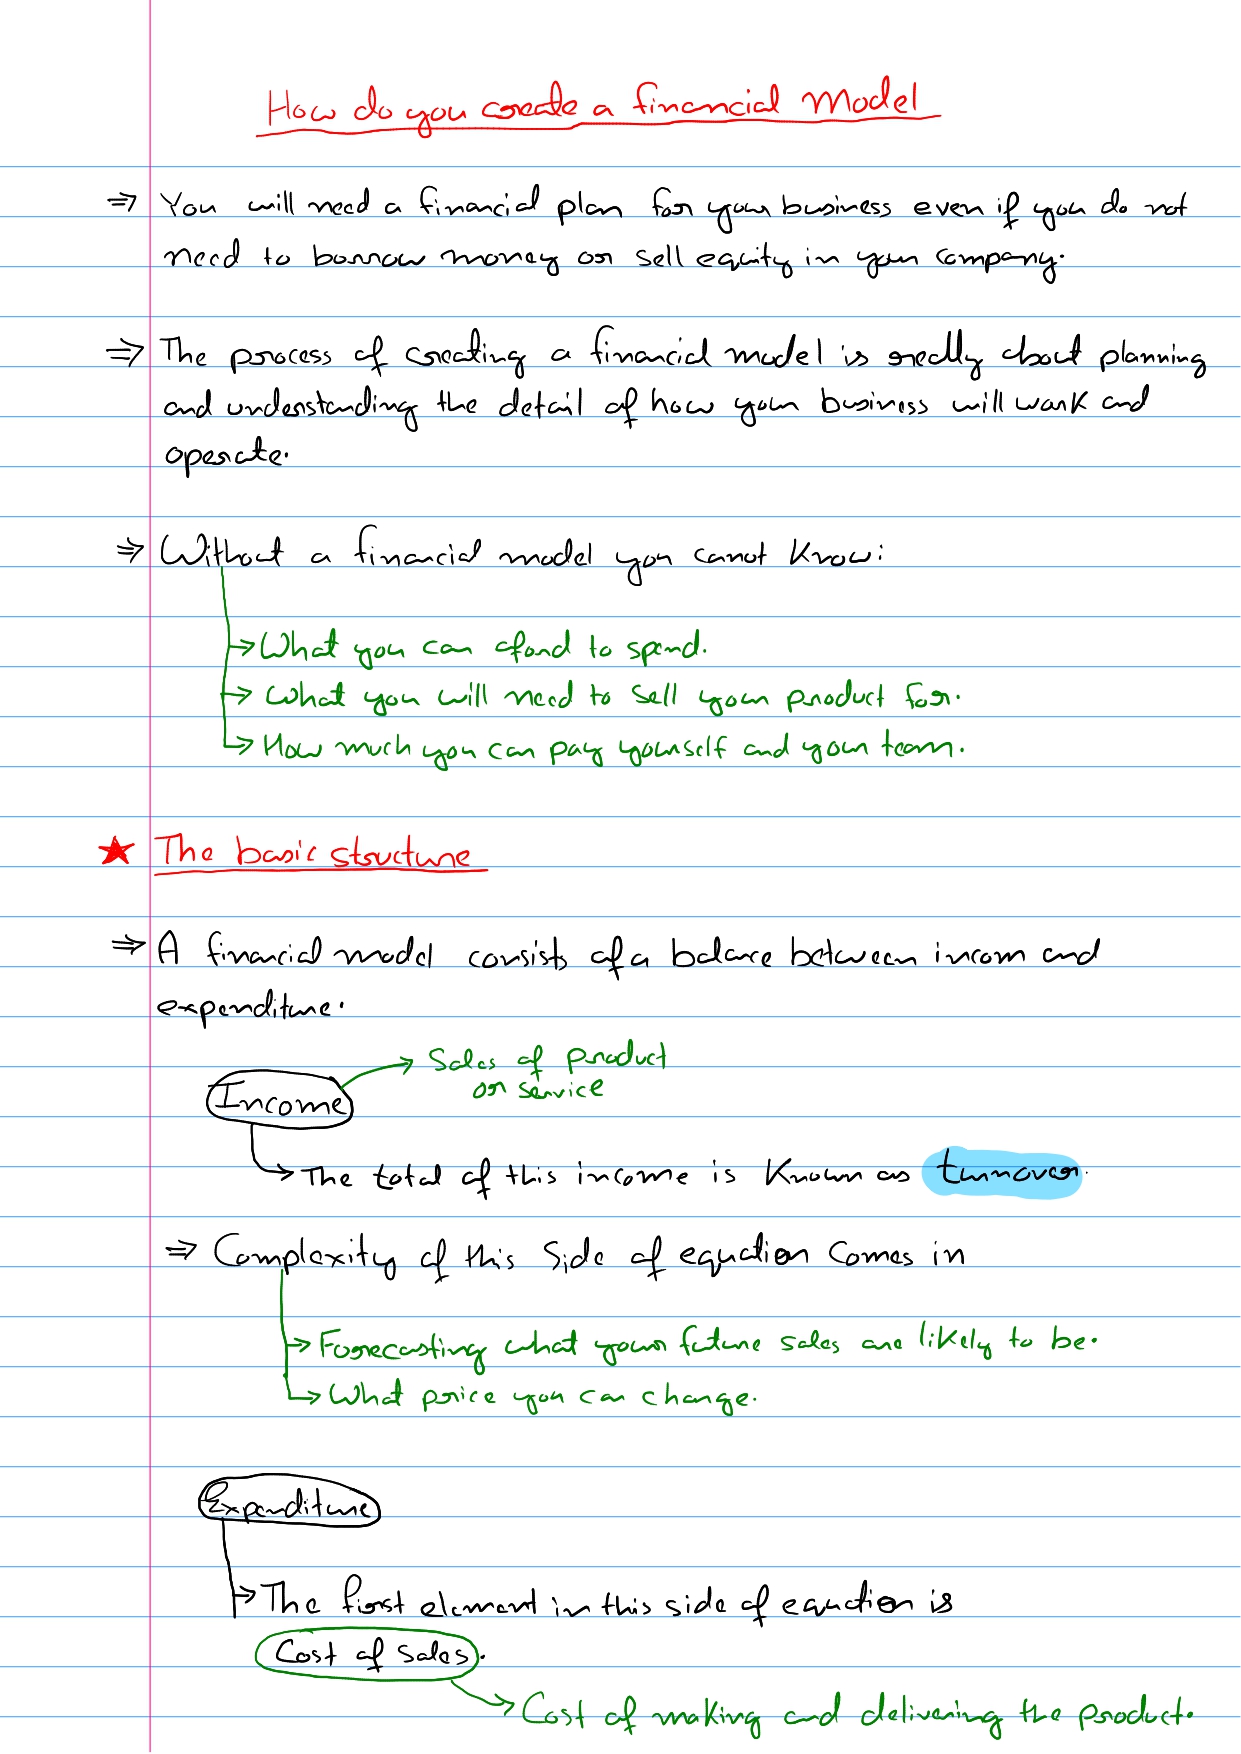 How do you create a financial Model
⇒ You will need a financial plan for your business even if you do not
need to borrow money or sell equity in your company.
⇒ The process of creating a financial model is really about planning
and understanding the detail of how your business will work and
operate.
⇒ Without a financial model you canot know:
→ What you can aford to spend.
→ What you will need to sell your product for.
→ How much you can pay yourself and your team.
★ The basic structure
⇒ A financial model consists of a balance between incom and
expenditure.
→ Sales of product
or service
Income
→ The total of this income is known as turnover.
⇒ Complexity of this side of equation comes in
→ Forecasting what your future sales are likely to be.
→ What price you can charge.
Expenditure
→ The first element in this side of equation is
Cost of sales.
→ Cost of making and delivering the product.